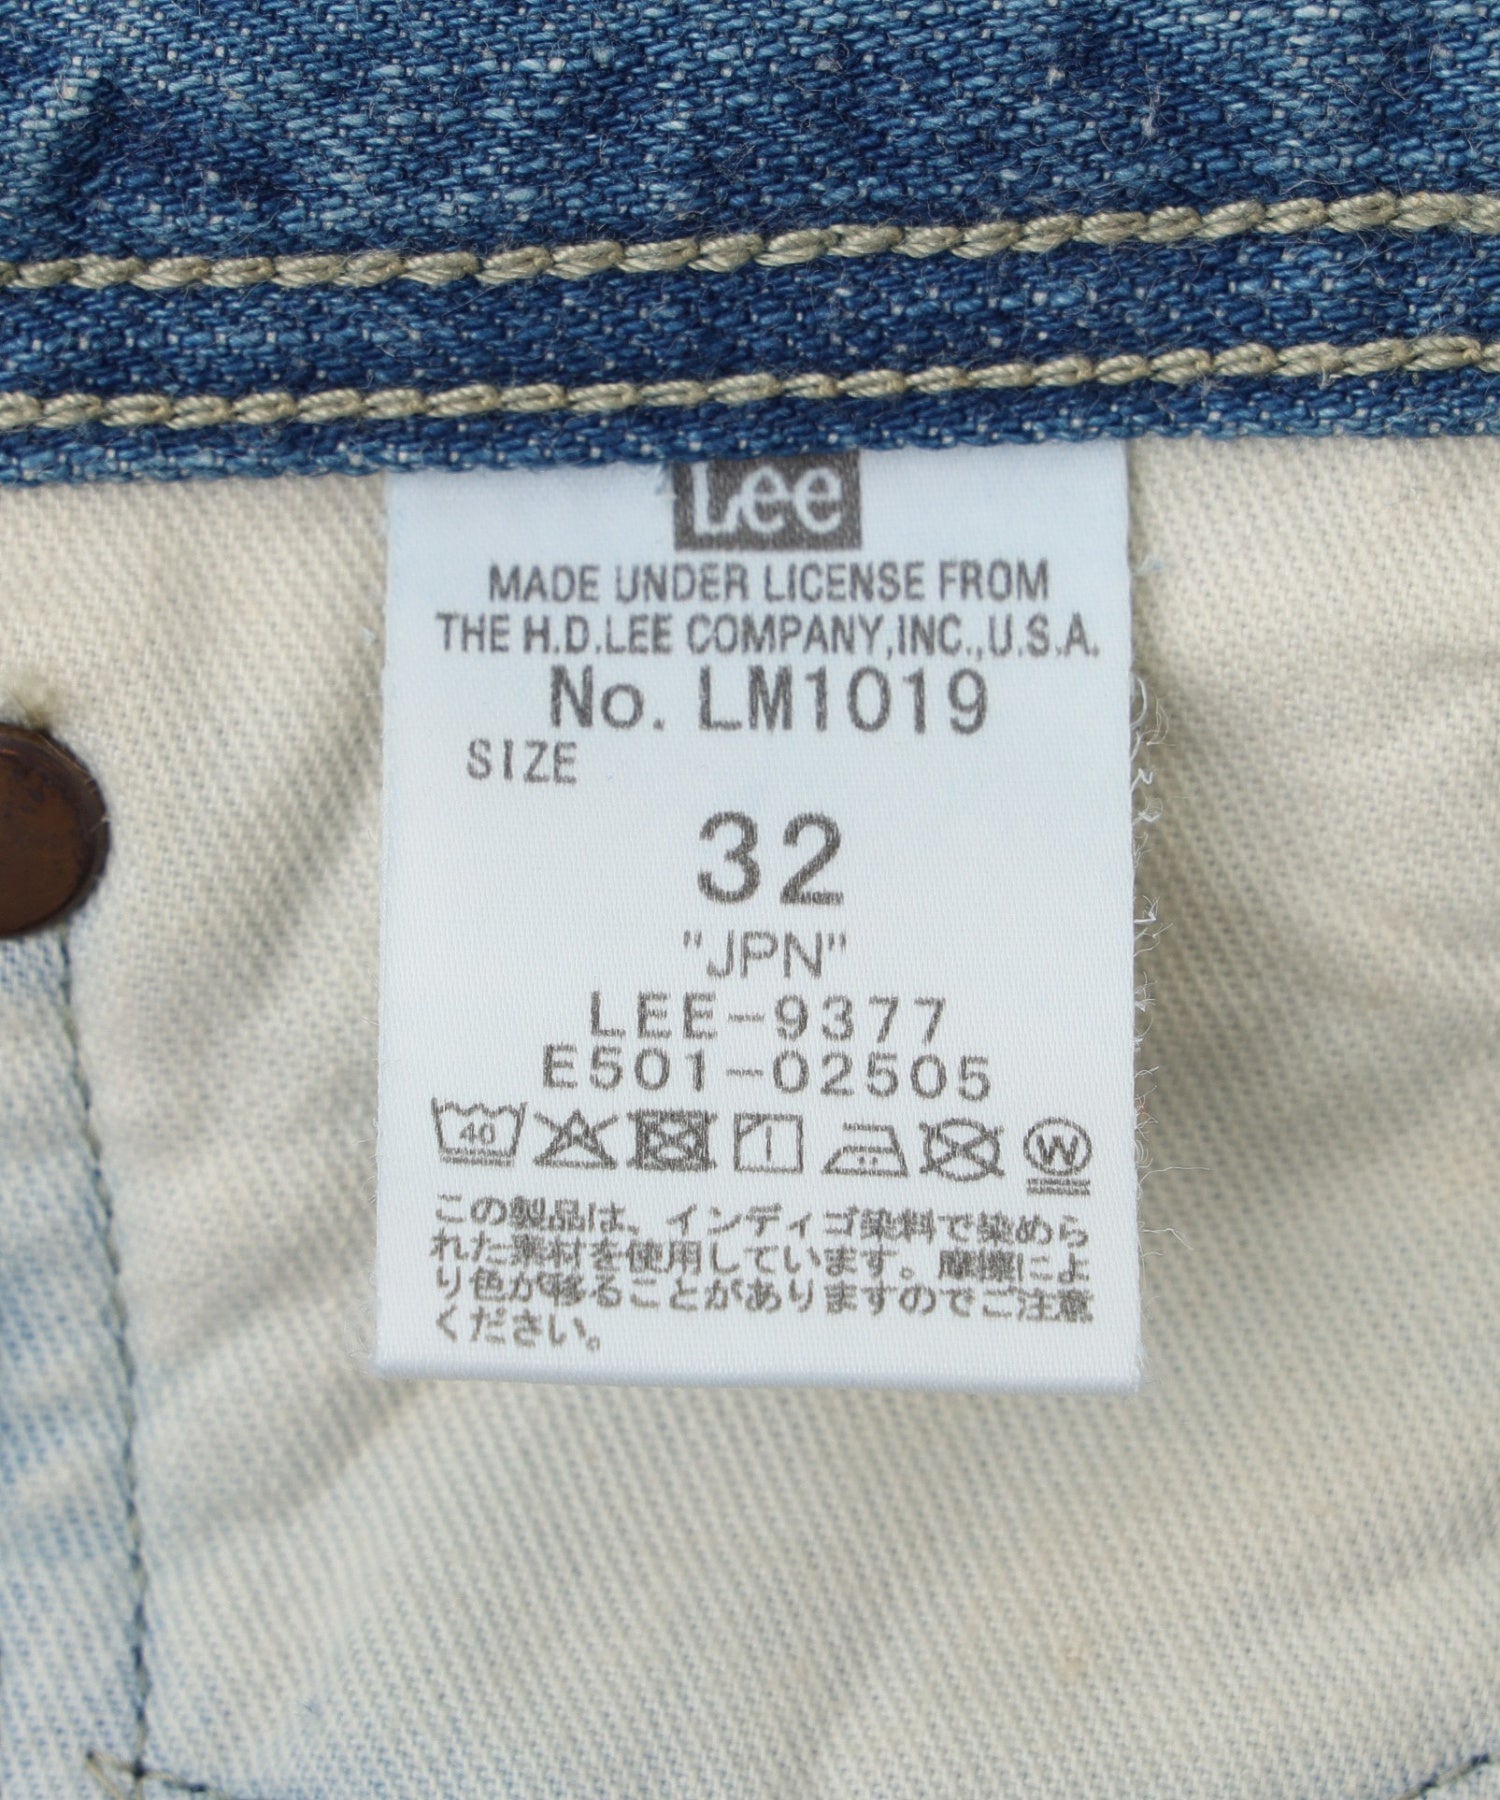 Lee
MADE UNDER LICENSE FROM
THE H.D.LEE COMPANY,INC.,U.S.A.
No. LM1019
SIZE
32
"JPN"
LEE-9377
E501-02505
40
W
この製品は、インディゴ染料で染めら
れた素材を使用しています。摩擦によ
り色が移ることがありますのでご注意
ください。